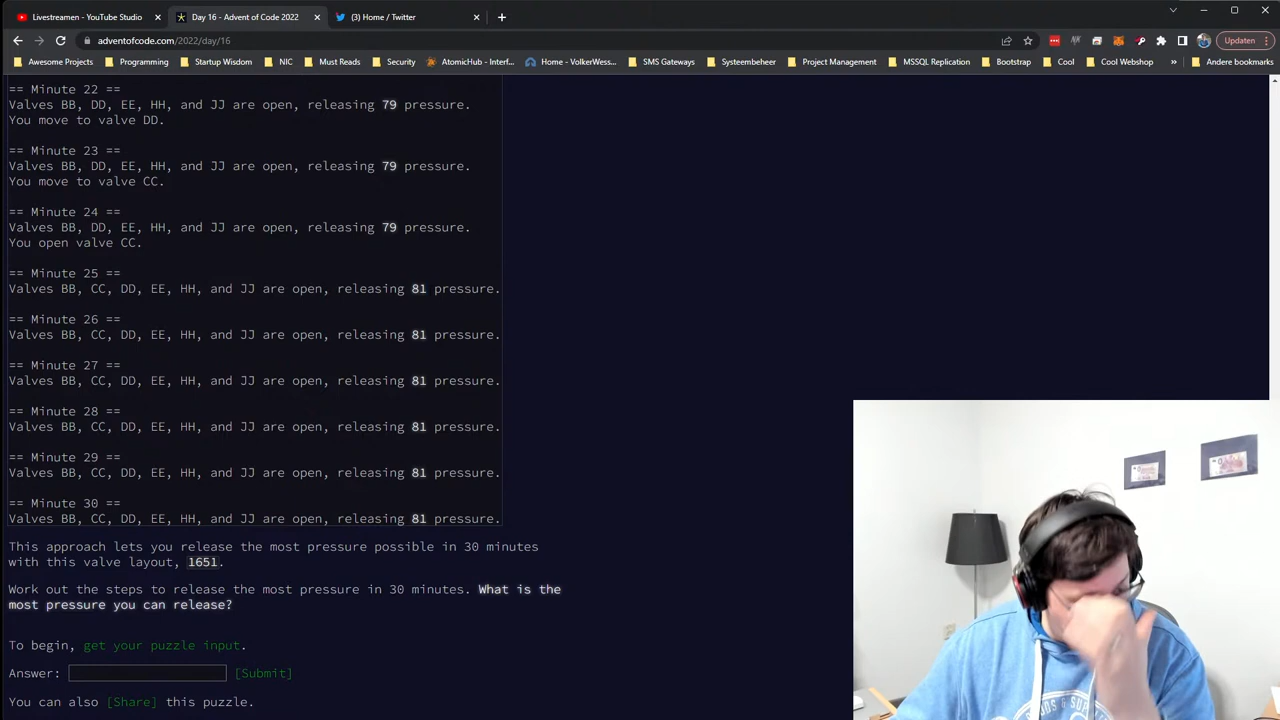 Livestreamen - YouTube Studio
Day 16 - Advent of Code 2022
(3) Home / Twitter
adventofcode.com/2022/day/16
Updaten
Awesome Projects
Programming
Startup Wisdom
NIC
Must Reads
Security
AtomicHub - Interf...
Home - VolkerWess...
SMS Gateways
Systeembeheer
Project Management
MSSQL Replication
Bootstrap
Cool
Cool Webshop
»
Andere bookmarks
== Minute 22 ==
Valves BB, DD, EE, HH, and JJ are open, releasing 79 pressure.
You move to valve DD.
== Minute 23 ==
Valves BB, DD, EE, HH, and JJ are open, releasing 79 pressure.
You move to valve CC.
== Minute 24 ==
Valves BB, DD, EE, HH, and JJ are open, releasing 79 pressure.
You open valve CC.
== Minute 25 ==
Valves BB, CC, DD, EE, HH, and JJ are open, releasing 81 pressure.
== Minute 26 ==
Valves BB, CC, DD, EE, HH, and JJ are open, releasing 81 pressure.
== Minute 27 ==
Valves BB, CC, DD, EE, HH, and JJ are open, releasing 81 pressure.
== Minute 28 ==
Valves BB, CC, DD, EE, HH, and JJ are open, releasing 81 pressure.
== Minute 29 ==
Valves BB, CC, DD, EE, HH, and JJ are open, releasing 81 pressure.
== Minute 30 ==
Valves BB, CC, DD, EE, HH, and JJ are open, releasing 81 pressure.
This approach lets you release the most pressure possible in 30 minutes
with this valve layout, 1651.
Work out the steps to release the most pressure in 30 minutes. What is the
most pressure you can release?
To begin, get your puzzle input.
Answer: [Submit]
You can also [Share] this puzzle.